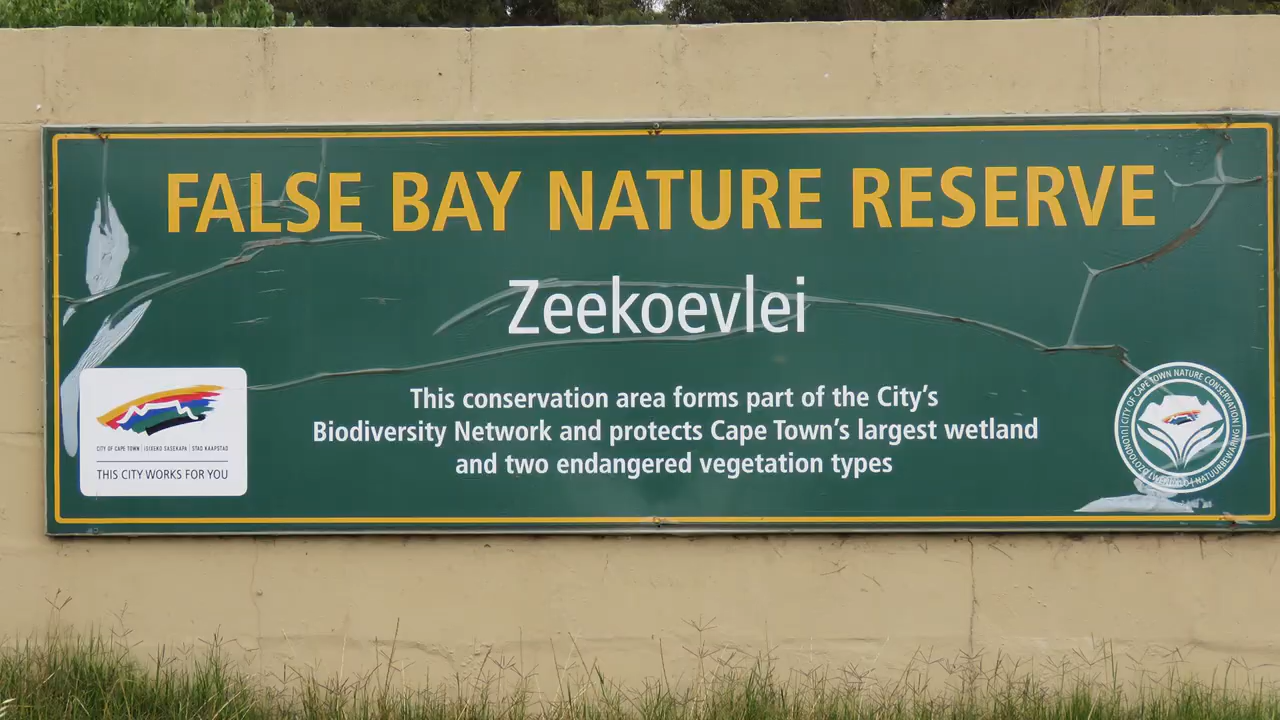 FALSE BAY NATURE RESERVE
Zeekoevlei
This conservation area forms part of the City's
Biodiversity Network and protects Cape Town's largest wetland
and two endangered vegetation types
CITY OF CAPE TOWN | ISIXEKO SASEKAPA | STAD KAAPSTAD
THIS CITY WORKS FOR YOU
CITY OF CAPE TOWN NATURE CONSERVATION | NATUURBEWARING | ULONDOLOZO